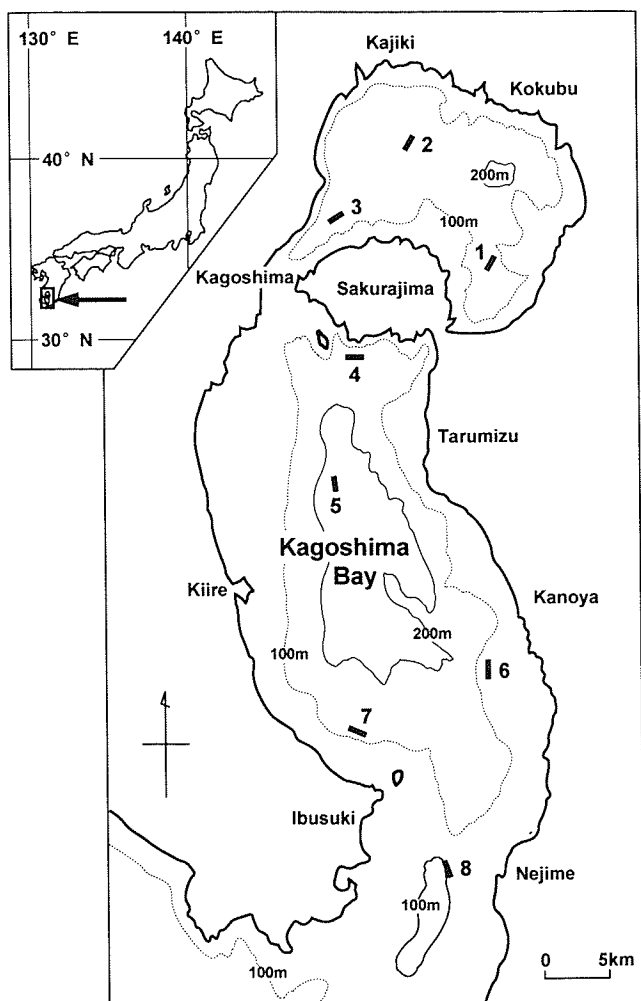 130° E
140° E
40° N
30° N
Kajiki
Kokubu
2
200m
3
100m
1
Kagoshima
Sakurajima
4
Tarumizu
5
Kagoshima
Bay
Kiire
Kanoya
200m
100m
6
7
Ibusuki
8
Nejime
100m
100m
0 5km